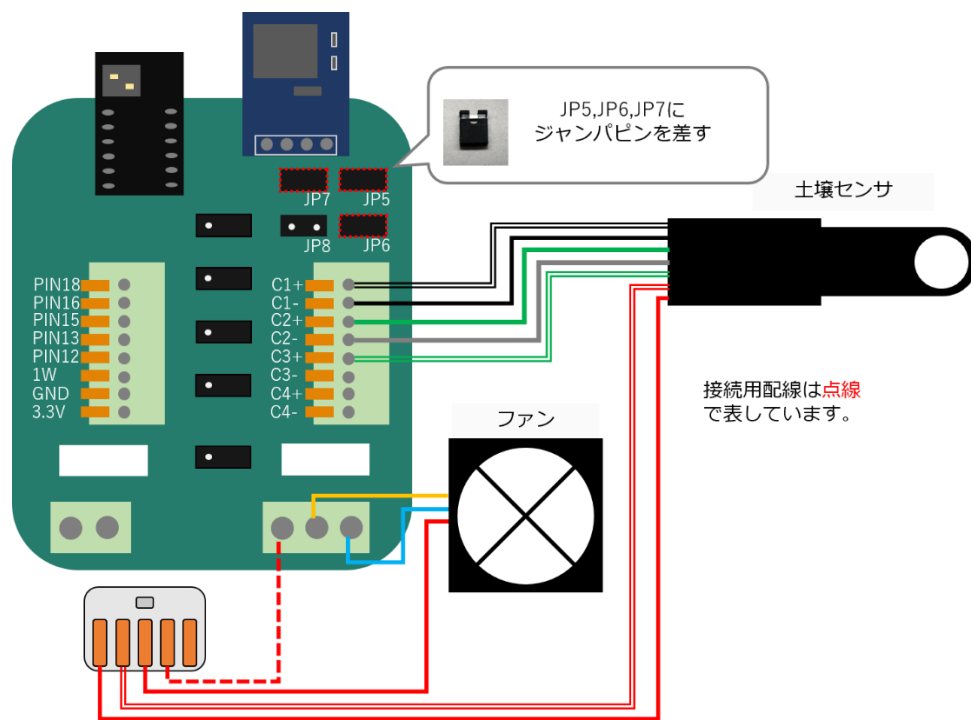 JP5,JP6,JP7に
ジャンパピンを差す
JP7
JP5
JP8
JP6
土壌センサ
PIN18
PIN16
PIN15
PIN13
PIN12
1W
GND
3.3V
C1+
C1-
C2+
C2-
C3+
C3-
C4+
C4-
接続用配線は点線
で表しています。
ファン